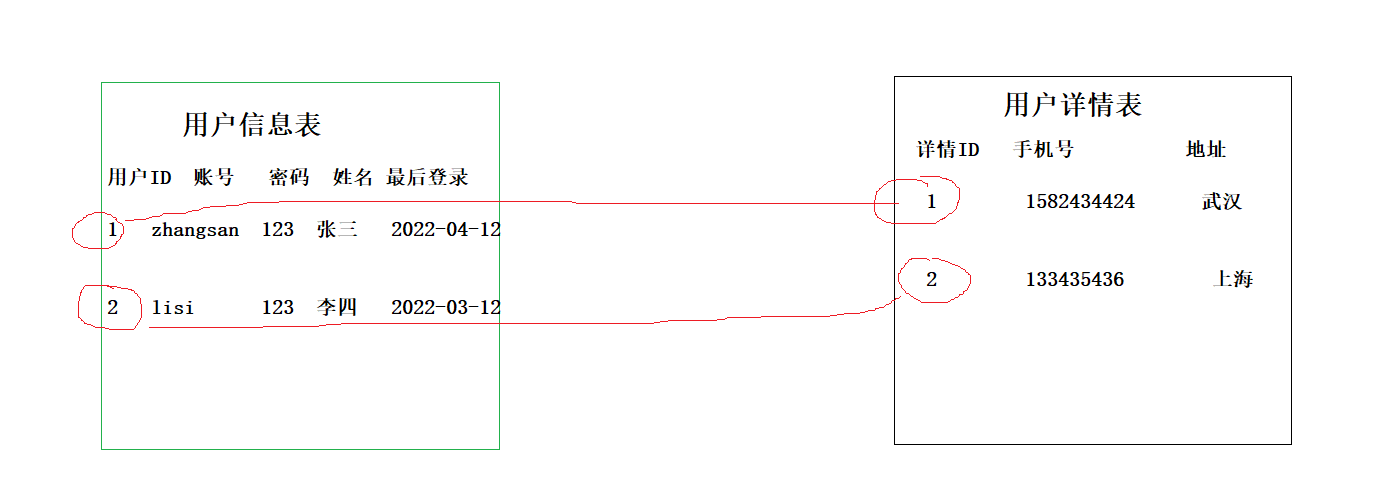 用户信息表
用户ID 账号 密码 姓名 最后登录
1 zhangsan 123 张三 2022-04-12
2 lisi 123 李四 2022-03-12
用户详情表
详情ID 手机号 地址
1 1582434424 武汉
2 133435436 上海